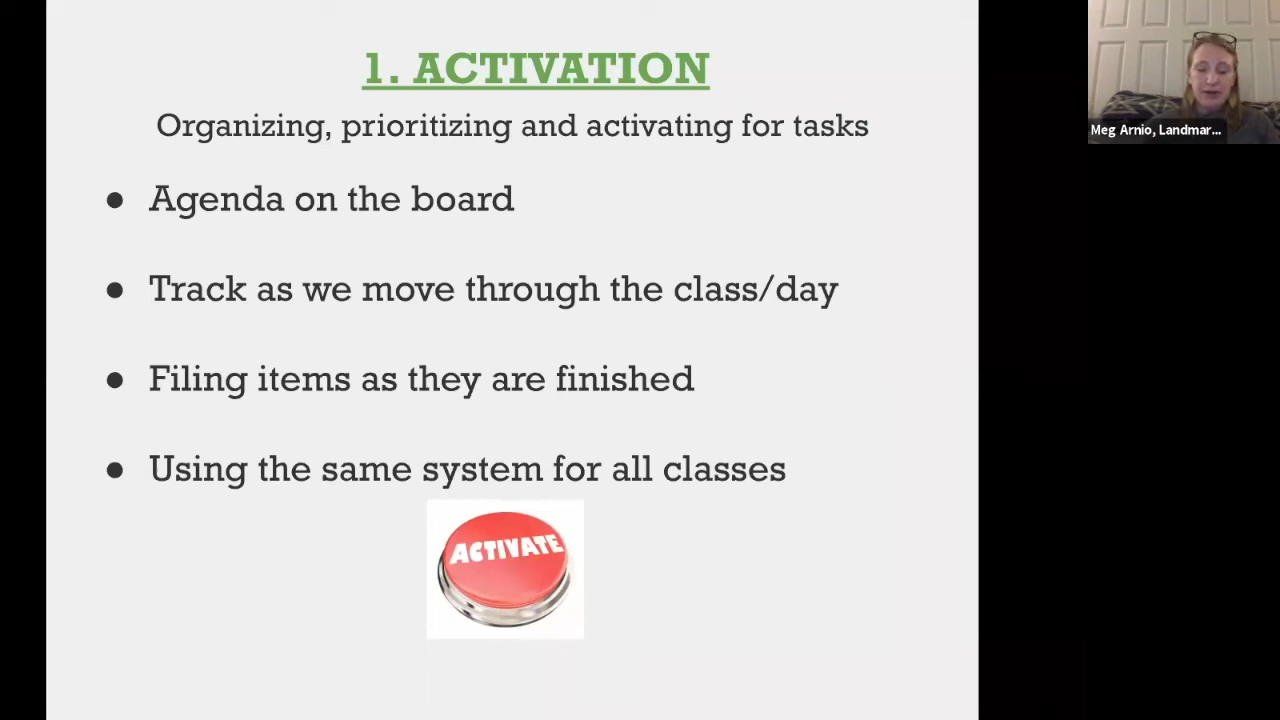 1. ACTIVATION
Organizing, prioritizing and activating for tasks
● Agenda on the board
● Track as we move through the class/day
● Filing items as they are finished
● Using the same system for all classes
ACTIVATE
Meg Arnio, Landmar...